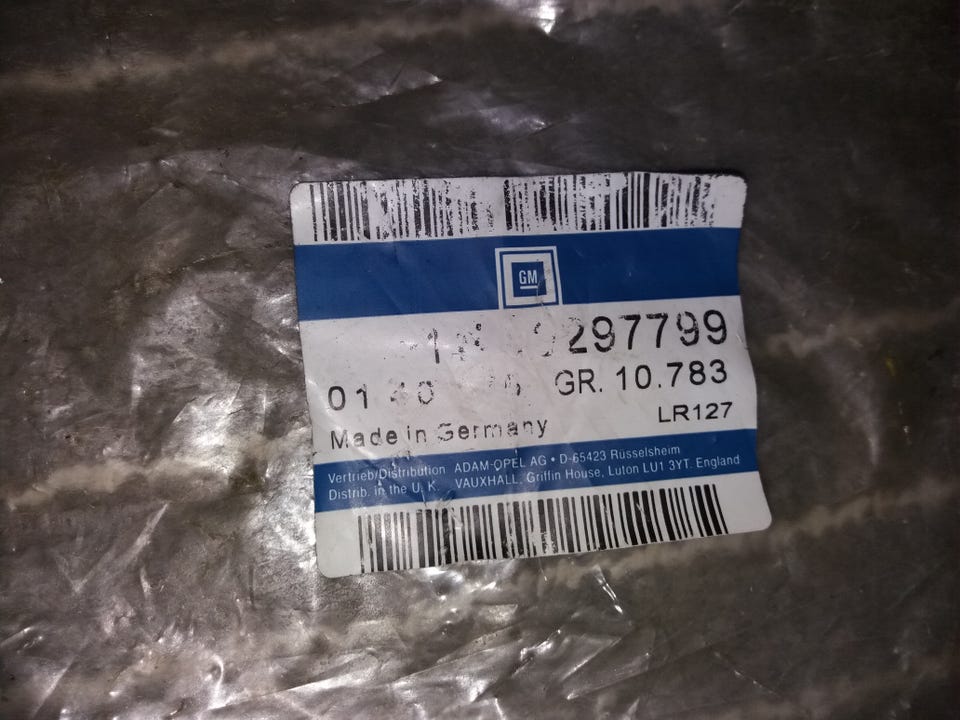 GM
GR. 10.783
Made in Germany
LR127
Vertrieb/Distribution ADAM OPEL AG • D-65423 Rüsselsheim
Distrib. in the U. K. VAUXHALL, Griffin House, Luton LU1 3YT. England